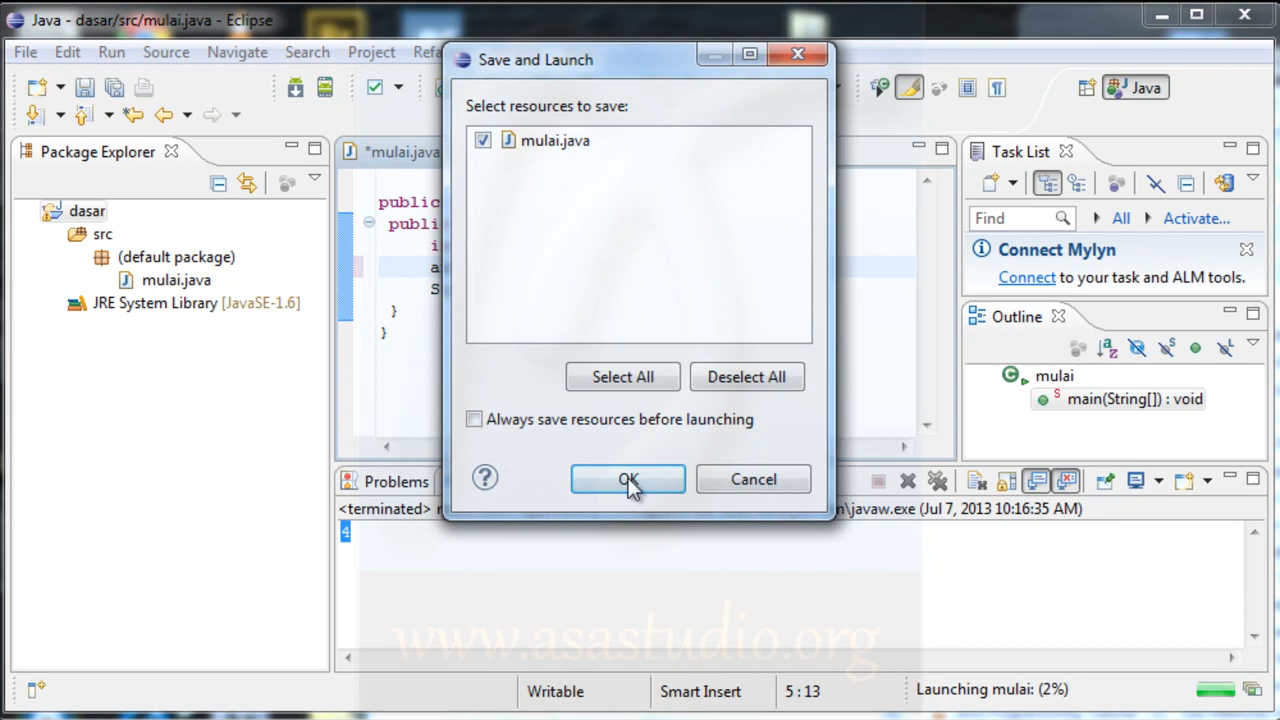 Java - dasar/src/mulai.java - Eclipse
File Edit Run Source Navigate Search Project Refa
Java
Package Explorer
dasar
src
(default package)
mulai.java
JRE System Library [JavaSE-1.6]
*mulai.java
public
public
}
}
Save and Launch
Select resources to save:
mulai.java
Select All Deselect All
Always save resources before launching
OK Cancel
Task List
Find All Activate...
Connect Mylyn
Connect to your task and ALM tools.
Outline
mulai
main(String[]) : void
Problems
<terminated> n\javaw.exe (Jul 7, 2013 10:16:35 AM)
4
www.asastudio.org
Writable Smart Insert 5 : 13 Launching mulai: (2%)